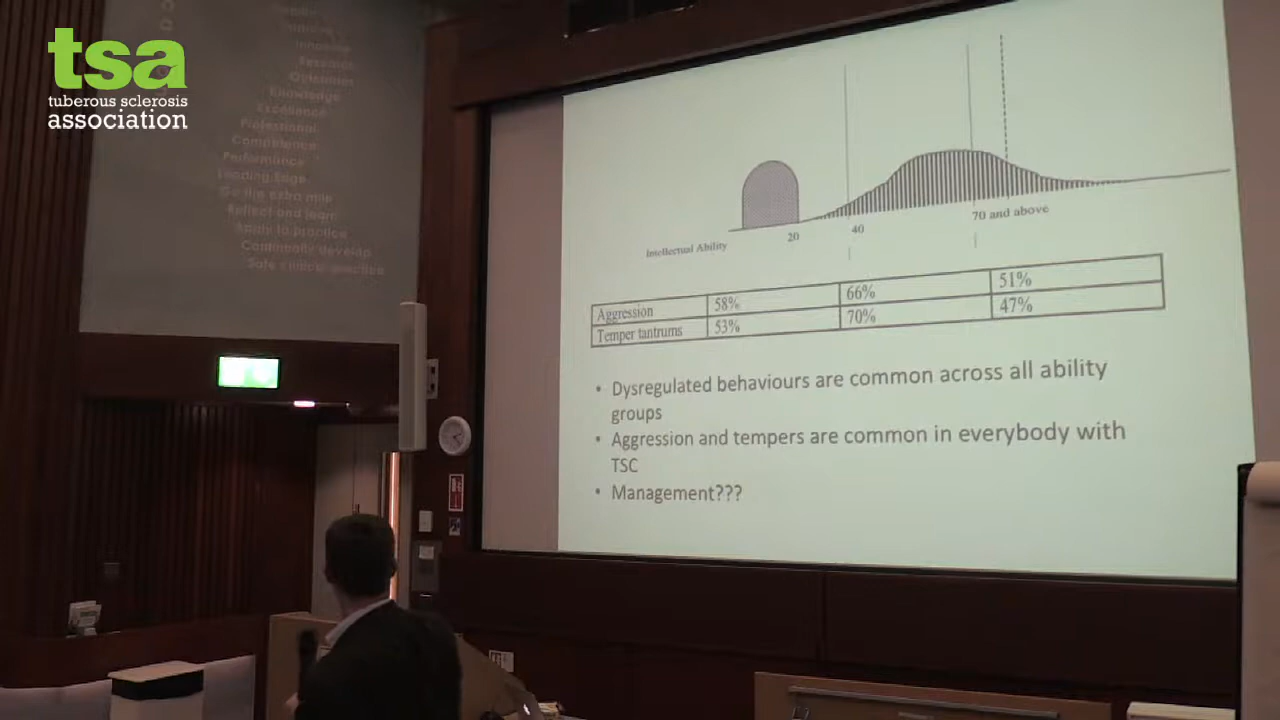 tsa
tuberous sclerosis
association
Knowledge
Excellence
Professional
Competence
Performance
Leading Edge
Go the extra mile
Reflect and learn
Apply to practice
Continually develop
Safe clinical practice
Intellectual Ability
20
40
70 and above
Aggression 58% 66% 51%
Temper tantrums 53% 70% 47%
• Dysregulated behaviours are common across all ability
groups
• Aggression and tempers are common in everybody with
TSC
• Management???